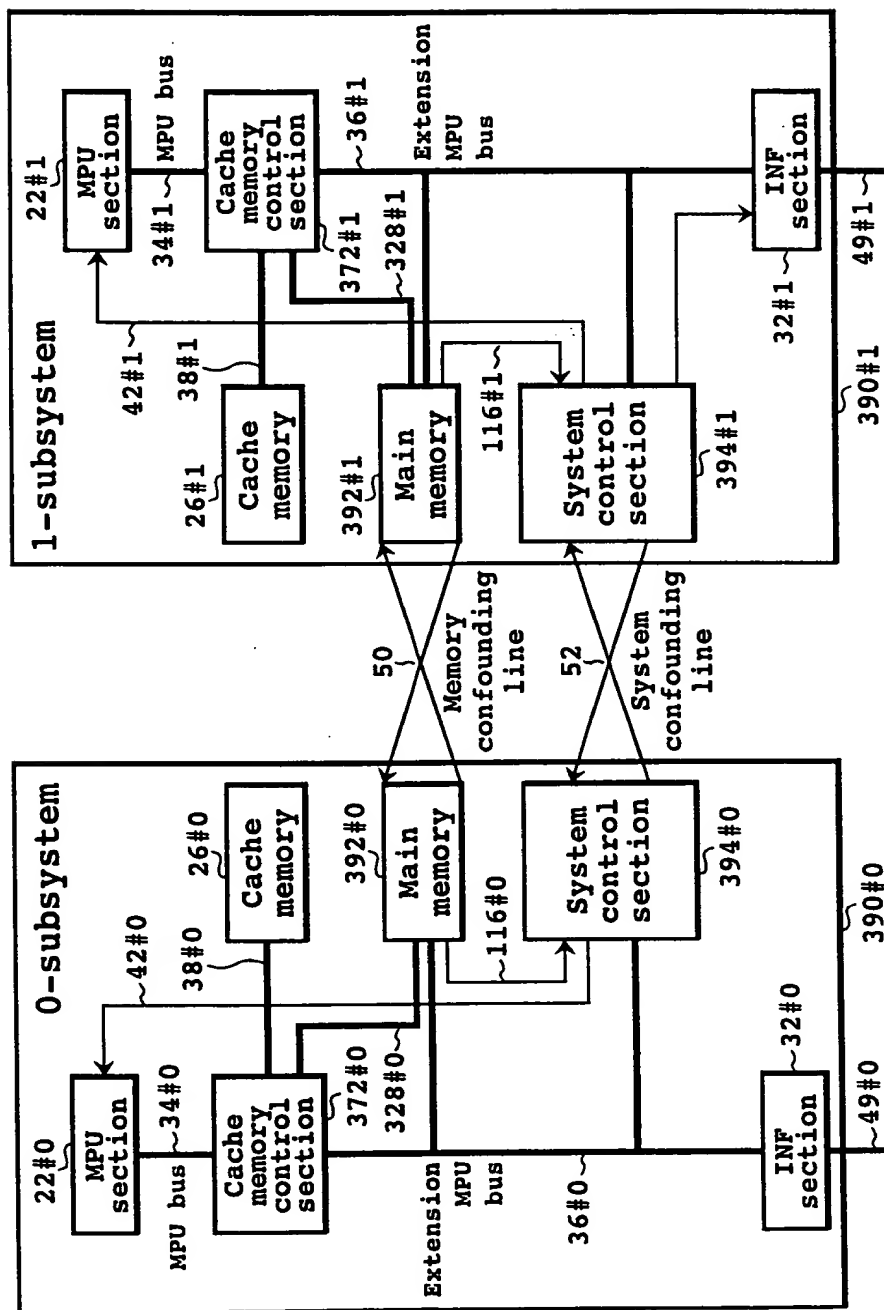 0-subsystem
22#0
MPU
section
MPU bus
34#0
42#0
Cache
memory
control
section
372#0
38#0
26#0
Cache
memory
328#0
392#0
Main
memory
Extension
MPU
bus
116#0
System
control
section
394#0
36#0
INF
section
32#0
49#0
390#0
50
Memory
confounding
line
52
System
confounding
line
1-subsystem
22#1
MPU
section
34#1
MPU bus
42#1
38#1
26#1
Cache
memory
Cache
memory
control
section
372#1
328#1
36#1
Extension
MPU
bus
392#1
Main
memory
116#1
System
control
section
394#1
INF
section
32#1
49#1
390#1